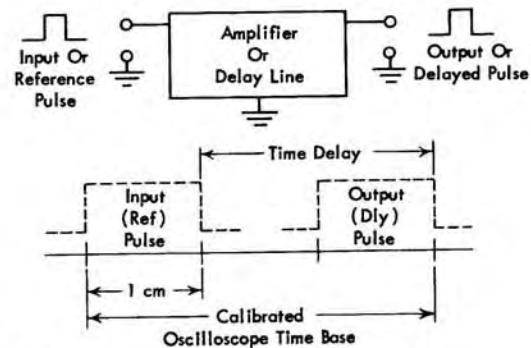 Input Or
Reference
Pulse
Amplifier
Or
Delay Line
Output Or
Delayed Pulse
Time Delay
Input
(Ref)
Pulse
Output
(Dly)
Pulse
1 cm
Calibrated
Oscilloscope Time Base